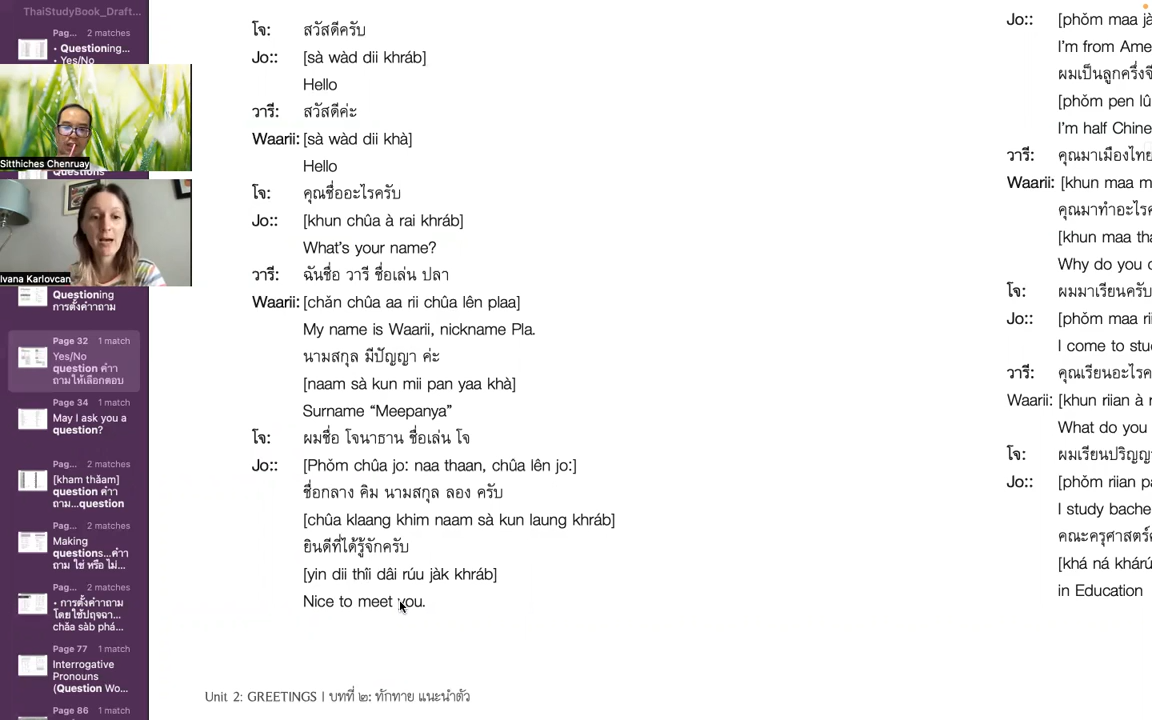 ThaiStudyBook_Draft...
Pag... 2 matches
• Questioning...
• Yes/No
Sitthiches Chenruay
Questions
Ivana Karlovcan
Questioning
การตั้งคำถาม
Page 32 1 match
Yes/No
question คำา
ถามให้เลือกตอบ
Page 34 1 match
May I ask you a
question?
Pag... 2 matches
[kham thǎam]
question คำา
ถาม...question
Pag... 2 matches
Making
questions...คำา
ถาม ใช่ หรือ ไม่...
Pag... 2 matches
• การตั้งคำาถาม
โดยใช้ปฤจฉา...
chǎa sàb phá...
Page 77 1 match
Interrogative
Pronouns
(Question Wo...
Page 86 1 match
โจ: สวัสดีครับ
Jo:: [sà wàd dii khráb]
Hello
วารี: สวัสดีค่ะ
Waarii: [sà wàd dii khà]
Hello
โจ: คุณชื่ออะไรครับ
Jo:: [khun chûa à rai khráb]
What's your name?
วารี: ฉันชื่อ วารี ชื่อเล่น ปลา
Waarii: [chǎn chûa aa rii chûa lên plaa]
My name is Waarii, nickname Pla.
นามสกุล มีปัญญา ค่ะ
[naam sà kun mii pan yaa khà]
Surname “Meepanya”
โจ: ผมชื่อ โจนาธาน ชื่อเล่น โจ
Jo:: [Phǒm chûa jo: naa thaan, chûa lên jo:]
ชื่อกลาง คิม นามสกุล ลอง ครับ
[chûa klaang khim naam sà kun laung khráb]
ยินดีที่ได้รู้จักครับ
[yin dii thîi dâi rúu jàk khráb]
Nice to meet you.
Jo:: [phǒm maa jà
I'm from Ame
ผมเป็นลูกครึ่งจี
[phǒm pen lû
I'm half Chine
วารี: คุณมาเมืองไทย
Waarii: [khun maa m
คุณมาทำอะไรค
[khun maa tha
Why do you c
โจ: ผมมาเรียนครับ
Jo:: [phǒm maa rii
I come to stu
วารี: คุณเรียนอะไรค
Waarii: [khun riian à r
What do you
โจ: ผมเรียนปริญญา
Jo:: [phǒm riian pa
I study bache
คณะครุศาสตร์
[khá ná khárú
in Education
Unit 2: GREETINGS | บทที่ ๒: ทักทาย แนะนำตัว